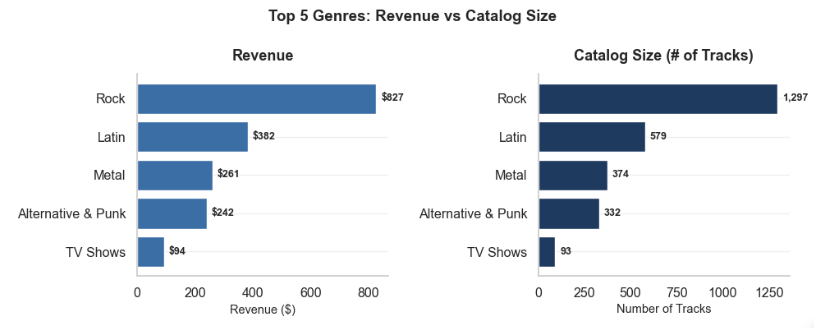 Top 5 Genres: Revenue vs Catalog Size
Revenue
Rock
$827
Latin
$382
Metal
$261
Alternative & Punk
$242
TV Shows
$94
0 200 400 600 800
Revenue ($)
Catalog Size (# of Tracks)
Rock
1,297
Latin
579
Metal
374
Alternative & Punk
332
TV Shows
93
0 250 500 750 1000 1250
Number of Tracks